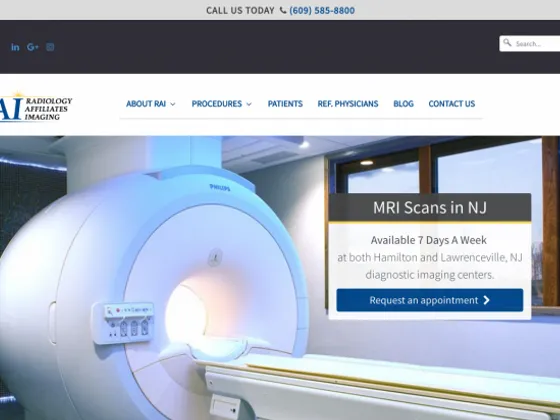 CALL US TODAY (609) 585-8800
in G+
Search...
AI RADIOLOGY
AFFILIATES
IMAGING
ABOUT RAI PROCEDURES PATIENTS REF. PHYSICIANS BLOG CONTACT US
PHILIPS
MRI Scans in NJ
Available 7 Days A Week
at both Hamilton and Lawrenceville, NJ
diagnostic imaging centers.
Request an appointment